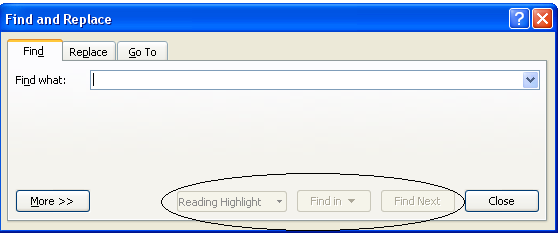 Find and Replace
Find Replace Go To
Find what:
More >> Reading Highlight Find in Find Next Close